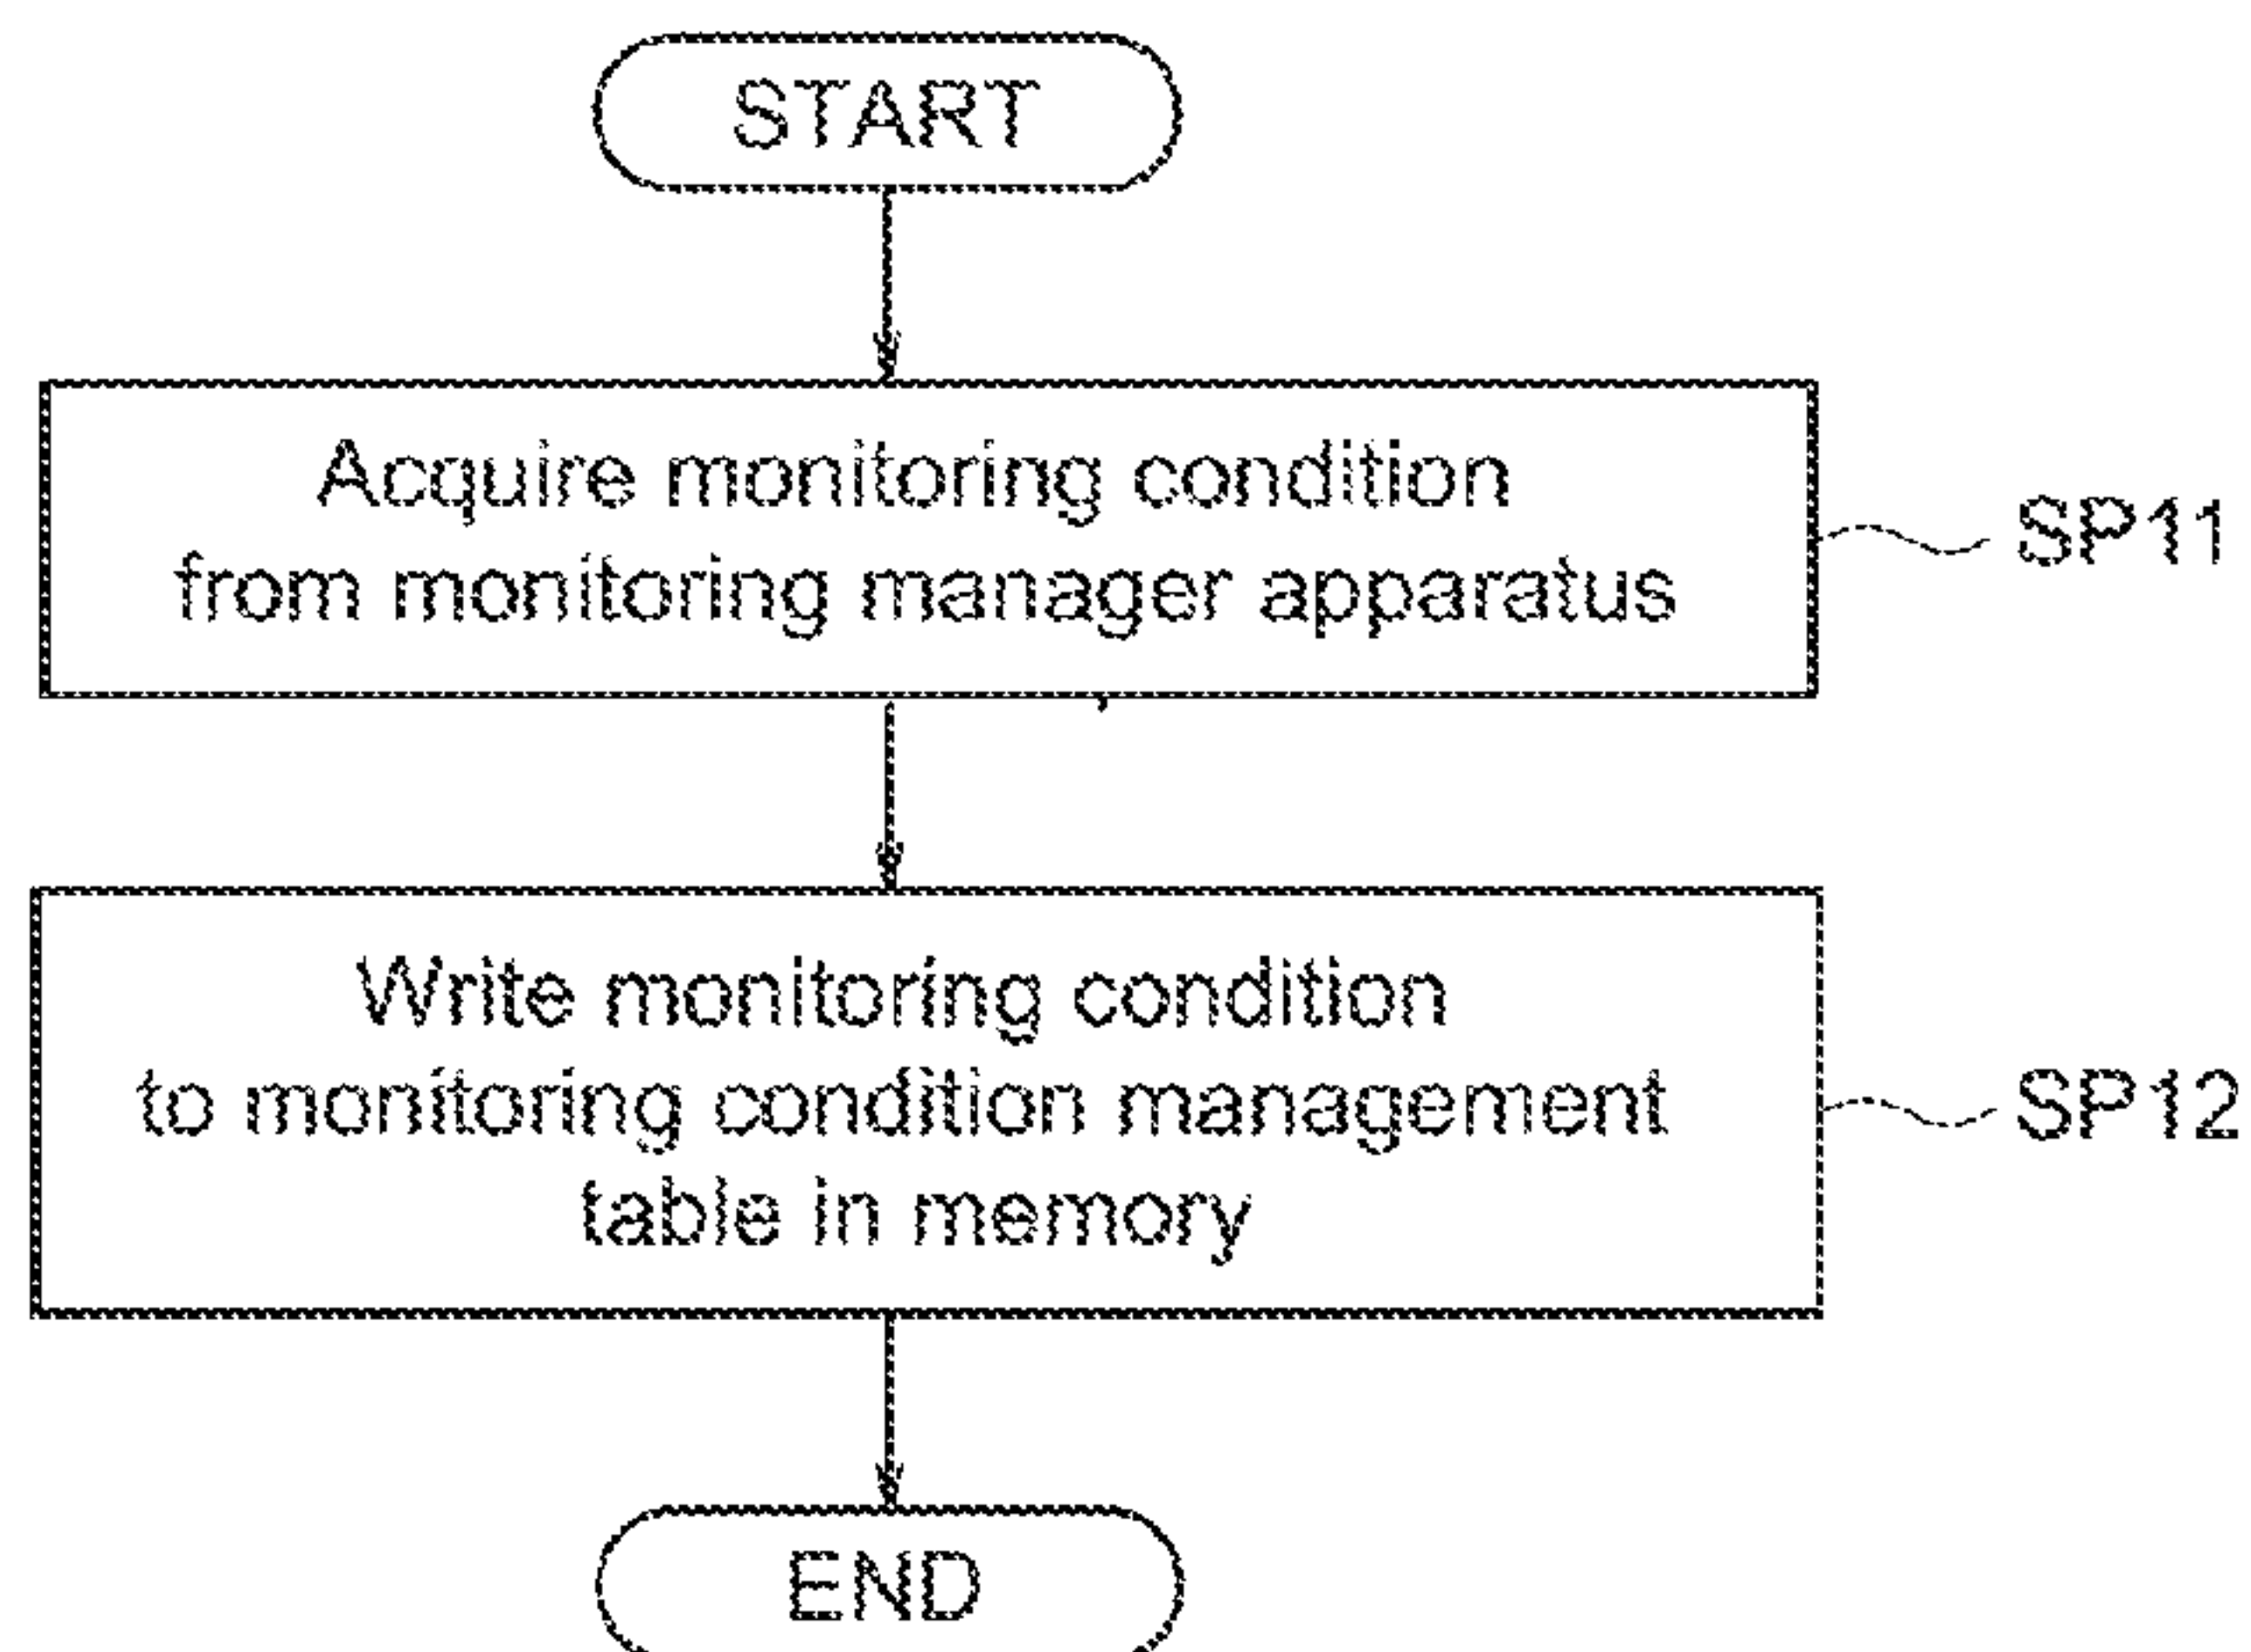 START
Acquire monitoring condition
from monitoring manager apparatus
SP11
Write monitoring condition
to monitoring condition management
table in memory
SP12
END